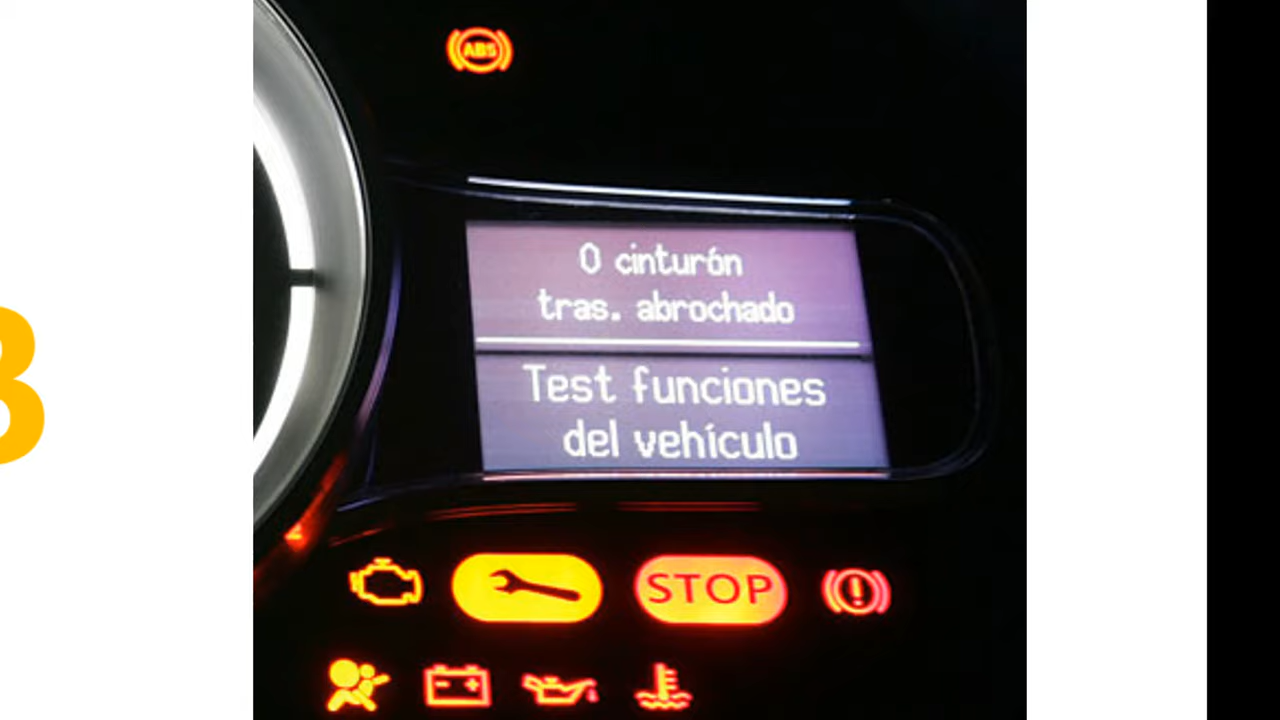 ABS
0 cinturón
tras. abrochado
Test funciones
del vehículo
STOP